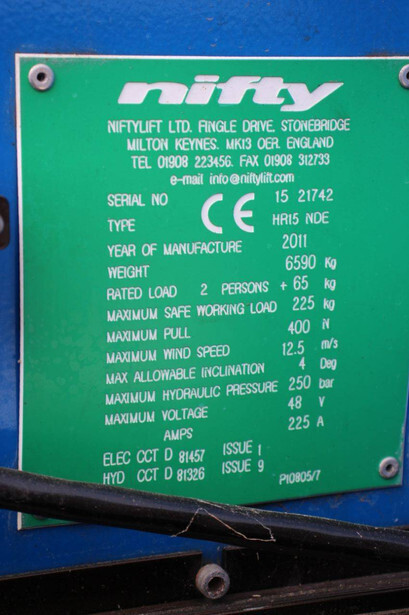 nifty
NIFTYLIFT LTD. FINGLE DRIVE, STONEBRIDGE
MILTON KEYNES. MK13 OER. ENGLAND
TEL 01908 223456. FAX 01908 312733
e-mail info@niftylift.com
SERIAL NO CE 15 21742
TYPE HR15 NDE
YEAR OF MANUFACTURE 2011
WEIGHT 6590 Kg
RATED LOAD 2 PERSONS + 65 kg
MAXIMUM SAFE WORKING LOAD 225 kg
MAXIMUM PULL 400 N
MAXIMUM WIND SPEED 12.5 m/s
MAX ALLOWABLE INCLINATION 4 Deg
MAXIMUM HYDRAULIC PRESSURE 250 bar
MAXIMUM VOLTAGE 48 V
AMPS 225 A
ELEC CCT D 81457 ISSUE 1
HYD CCT D 81326 ISSUE 9
P10805/7